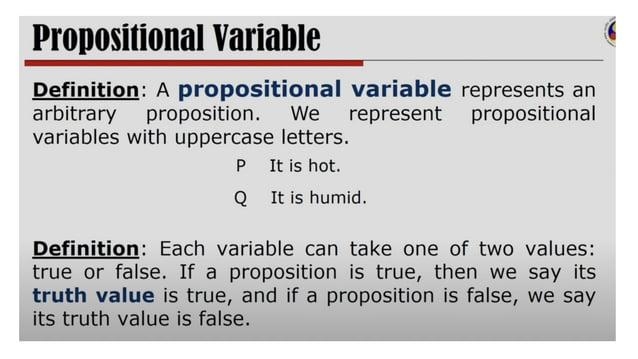 Propositional Variable
Definition: A propositional variable represents an
arbitrary proposition. We represent propositional
variables with uppercase letters.
P It is hot.
Q It is humid.
Definition: Each variable can take one of two values:
true or false. If a proposition is true, then we say its
truth value is true, and if a proposition is false, we say
its truth value is false.